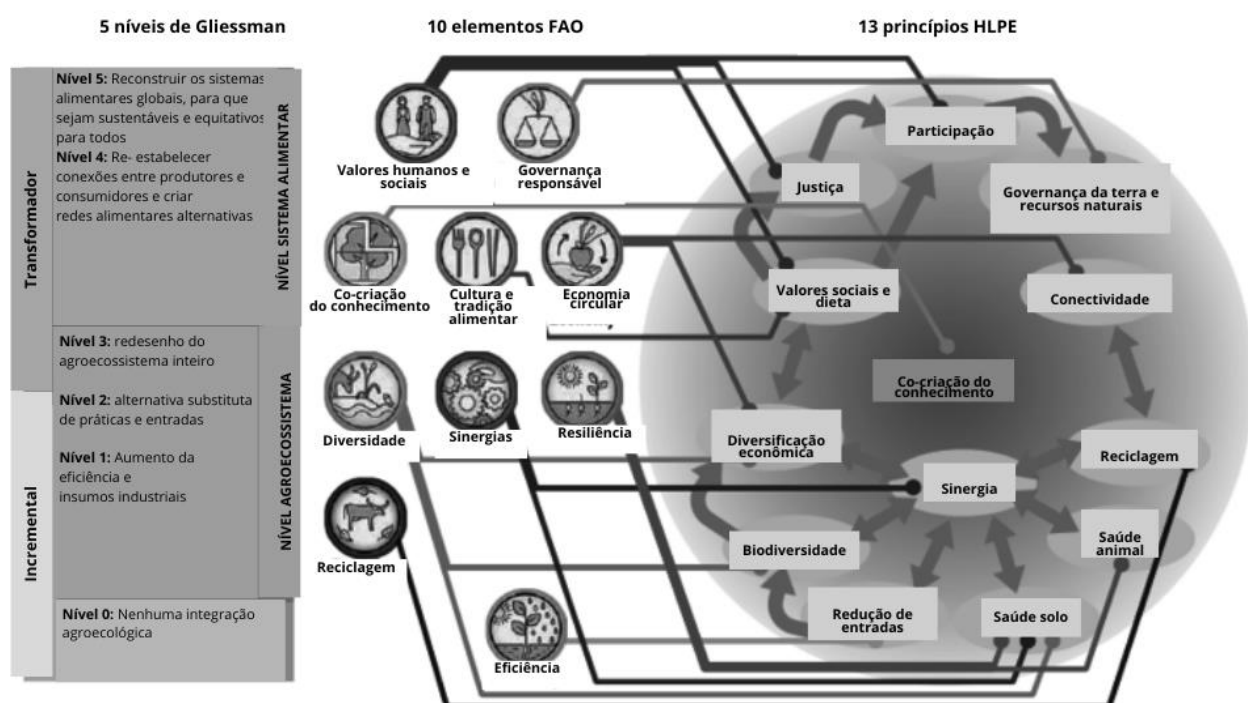 5 níveis de Gliessman
10 elementos FAO
13 princípios HLPE
Transformador
Incremental
Nível 5: Reconstruir os sistemas
alimentares globais, para que
sejam sustentáveis e equitativos
para todos
Nível 4: Re- estabelecer
conexões entre produtores e
consumidores e criar
redes alimentares alternativas
Nível 3: redesenho do
agroecossistema inteiro
Nível 2: alternativa substituta
de práticas e entradas
Nível 1: Aumento da
eficiência e
insumos industriais
Nível 0: Nenhuma integração
agroecológica
NÍVEL SISTEMA ALIMENTAR
NÍVEL AGROECOSSISTEMA
Valores humanos e
sociais
Governança
responsável
Co-criação
do conhecimento
Cultura e
tradição
alimentar
Economia
circular
Diversidade
Sinergias
Resiliência
Reciclagem
Eficiência
Participação
Justiça
Governança da terra e
recursos naturais
Valores sociais e
dieta
Conectividade
Co-criação do
conhecimento
Diversificação
econômica
Reciclagem
Sinergia
Biodiversidade
Saúde
animal
Redução de
entradas
Saúde solo